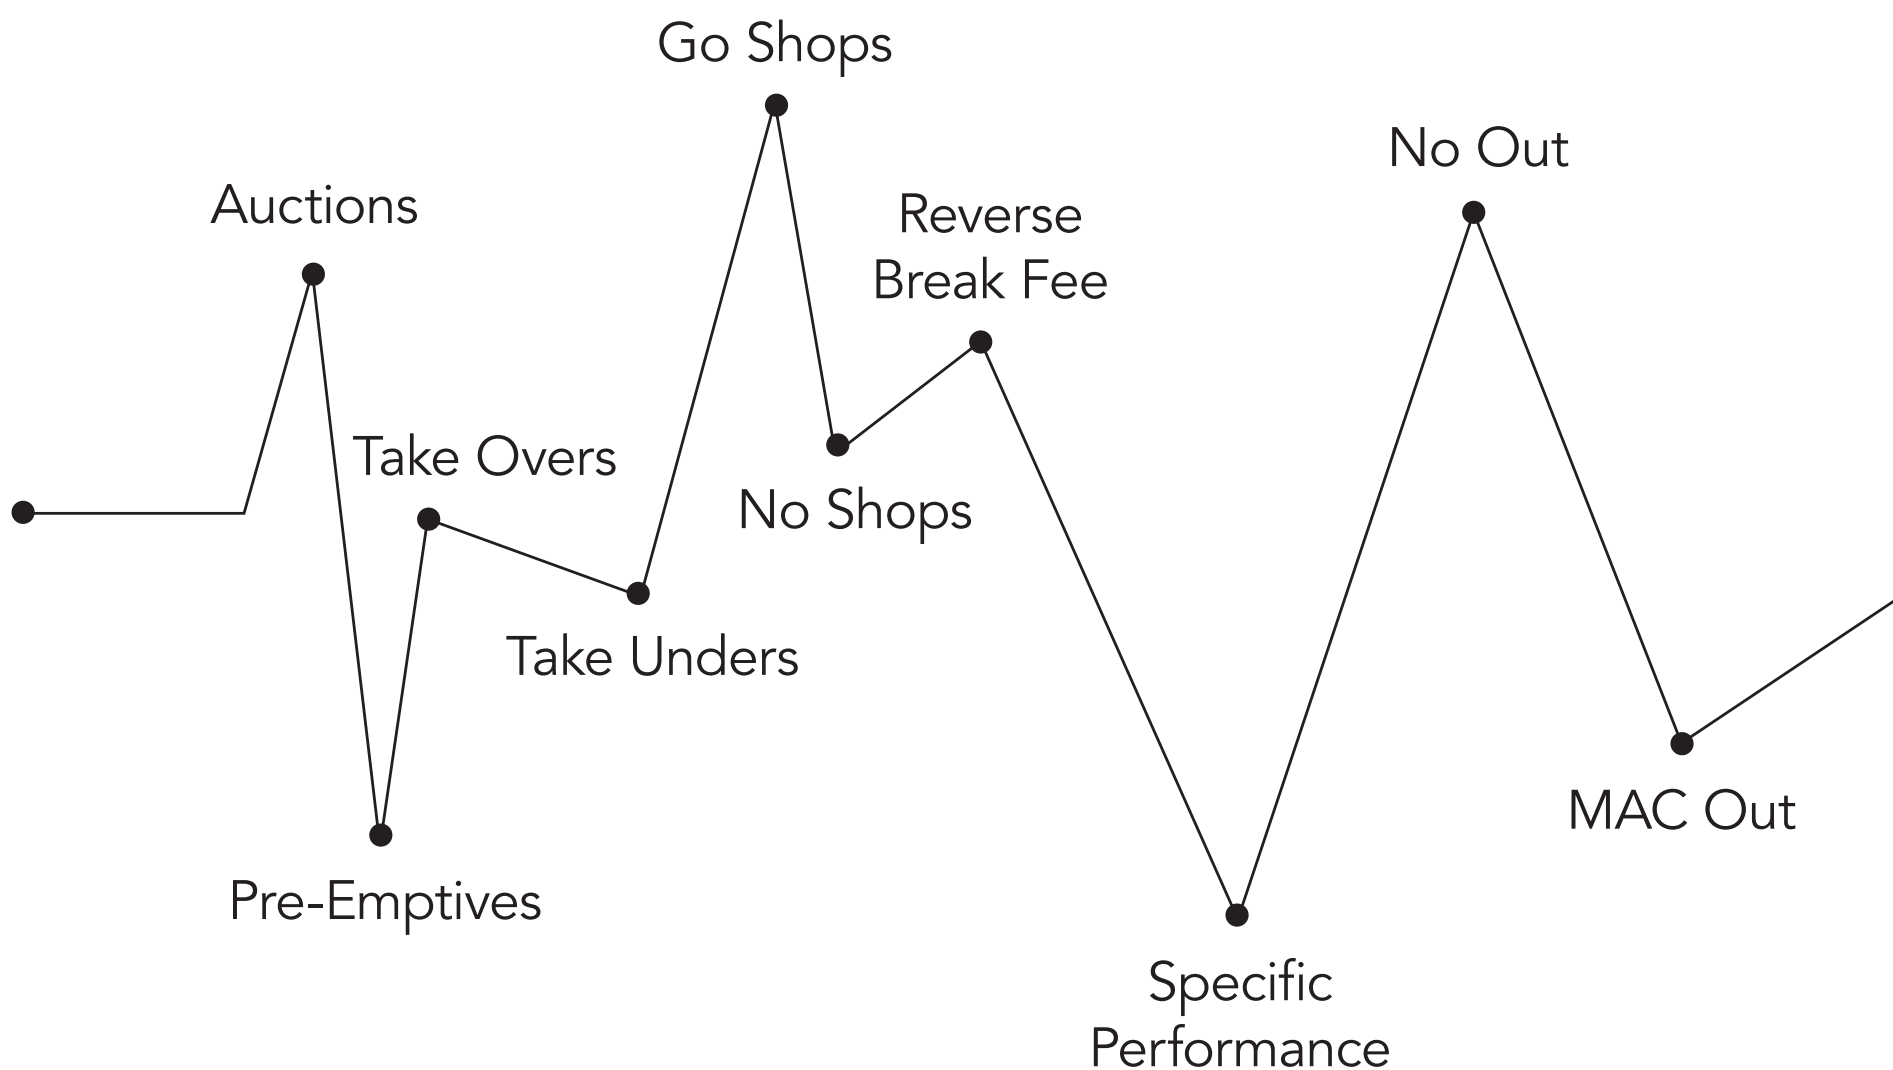 Go Shops
No Out
Auctions
Reverse
Break Fee
Take Overs
No Shops
Take Unders
MAC Out
Pre-Emptives
Specific
Performance